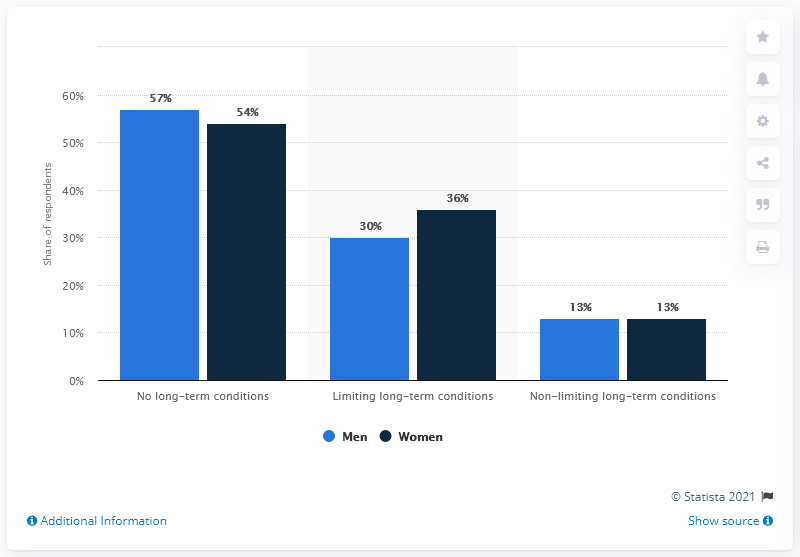 60%
50%
40%
30%
20%
10%
0%
Share of respondents
57%
54%
30%
36%
13%
13%
No long-term conditions
Limiting long-term conditions
Non-limiting long-term conditions
Men
Women
© Statista 2021
Additional Information
Show source